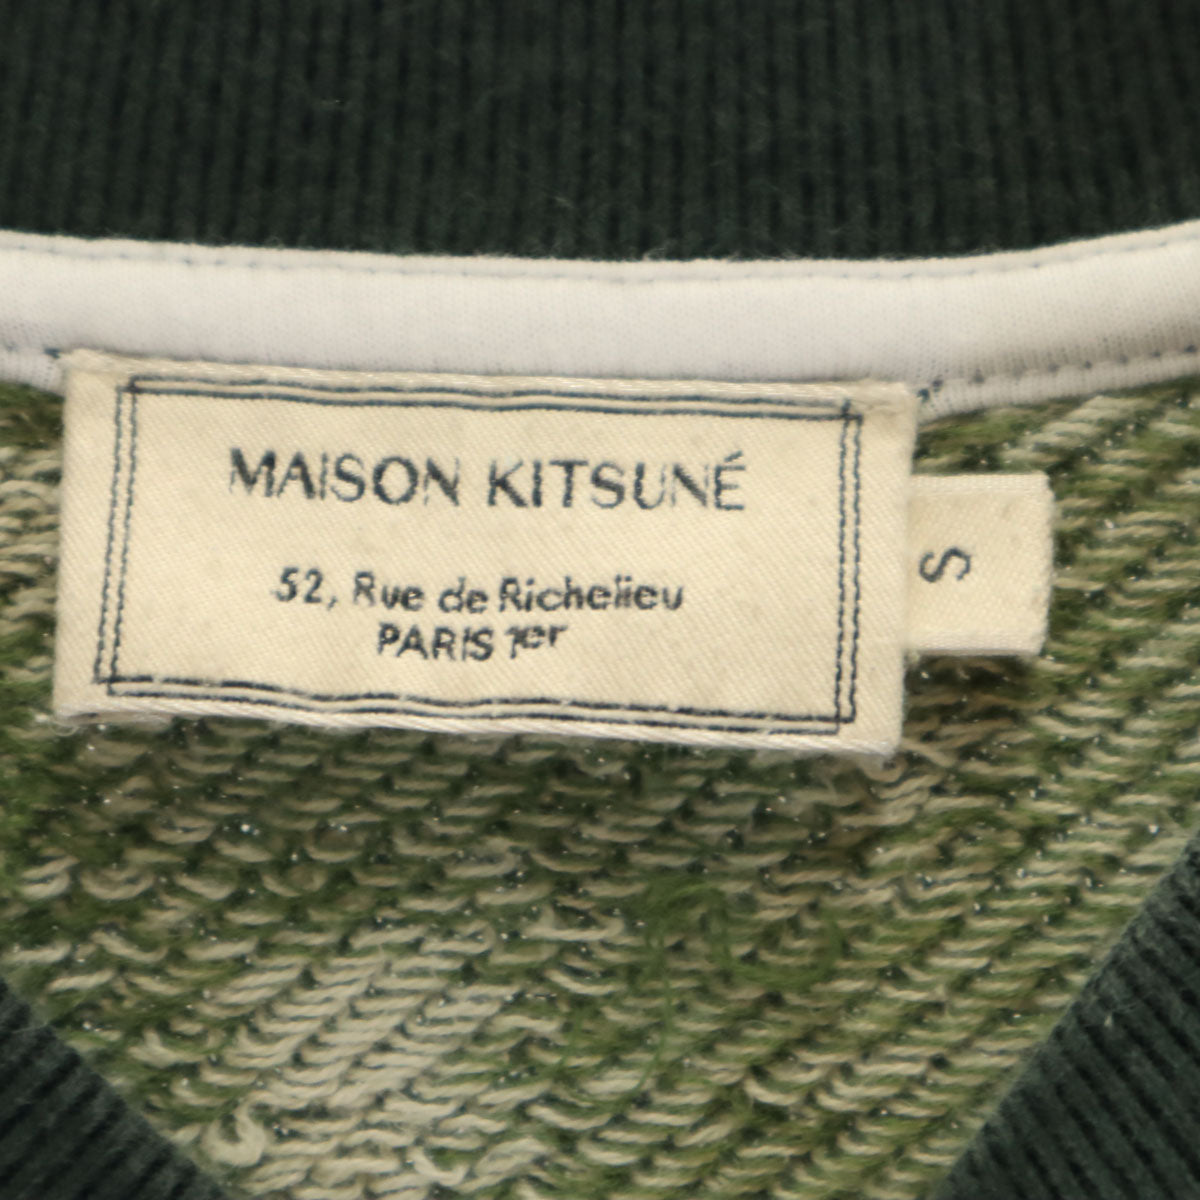 MAISON KITSUNÉ
52, Rue de Richelieu
PARIS 1er
S